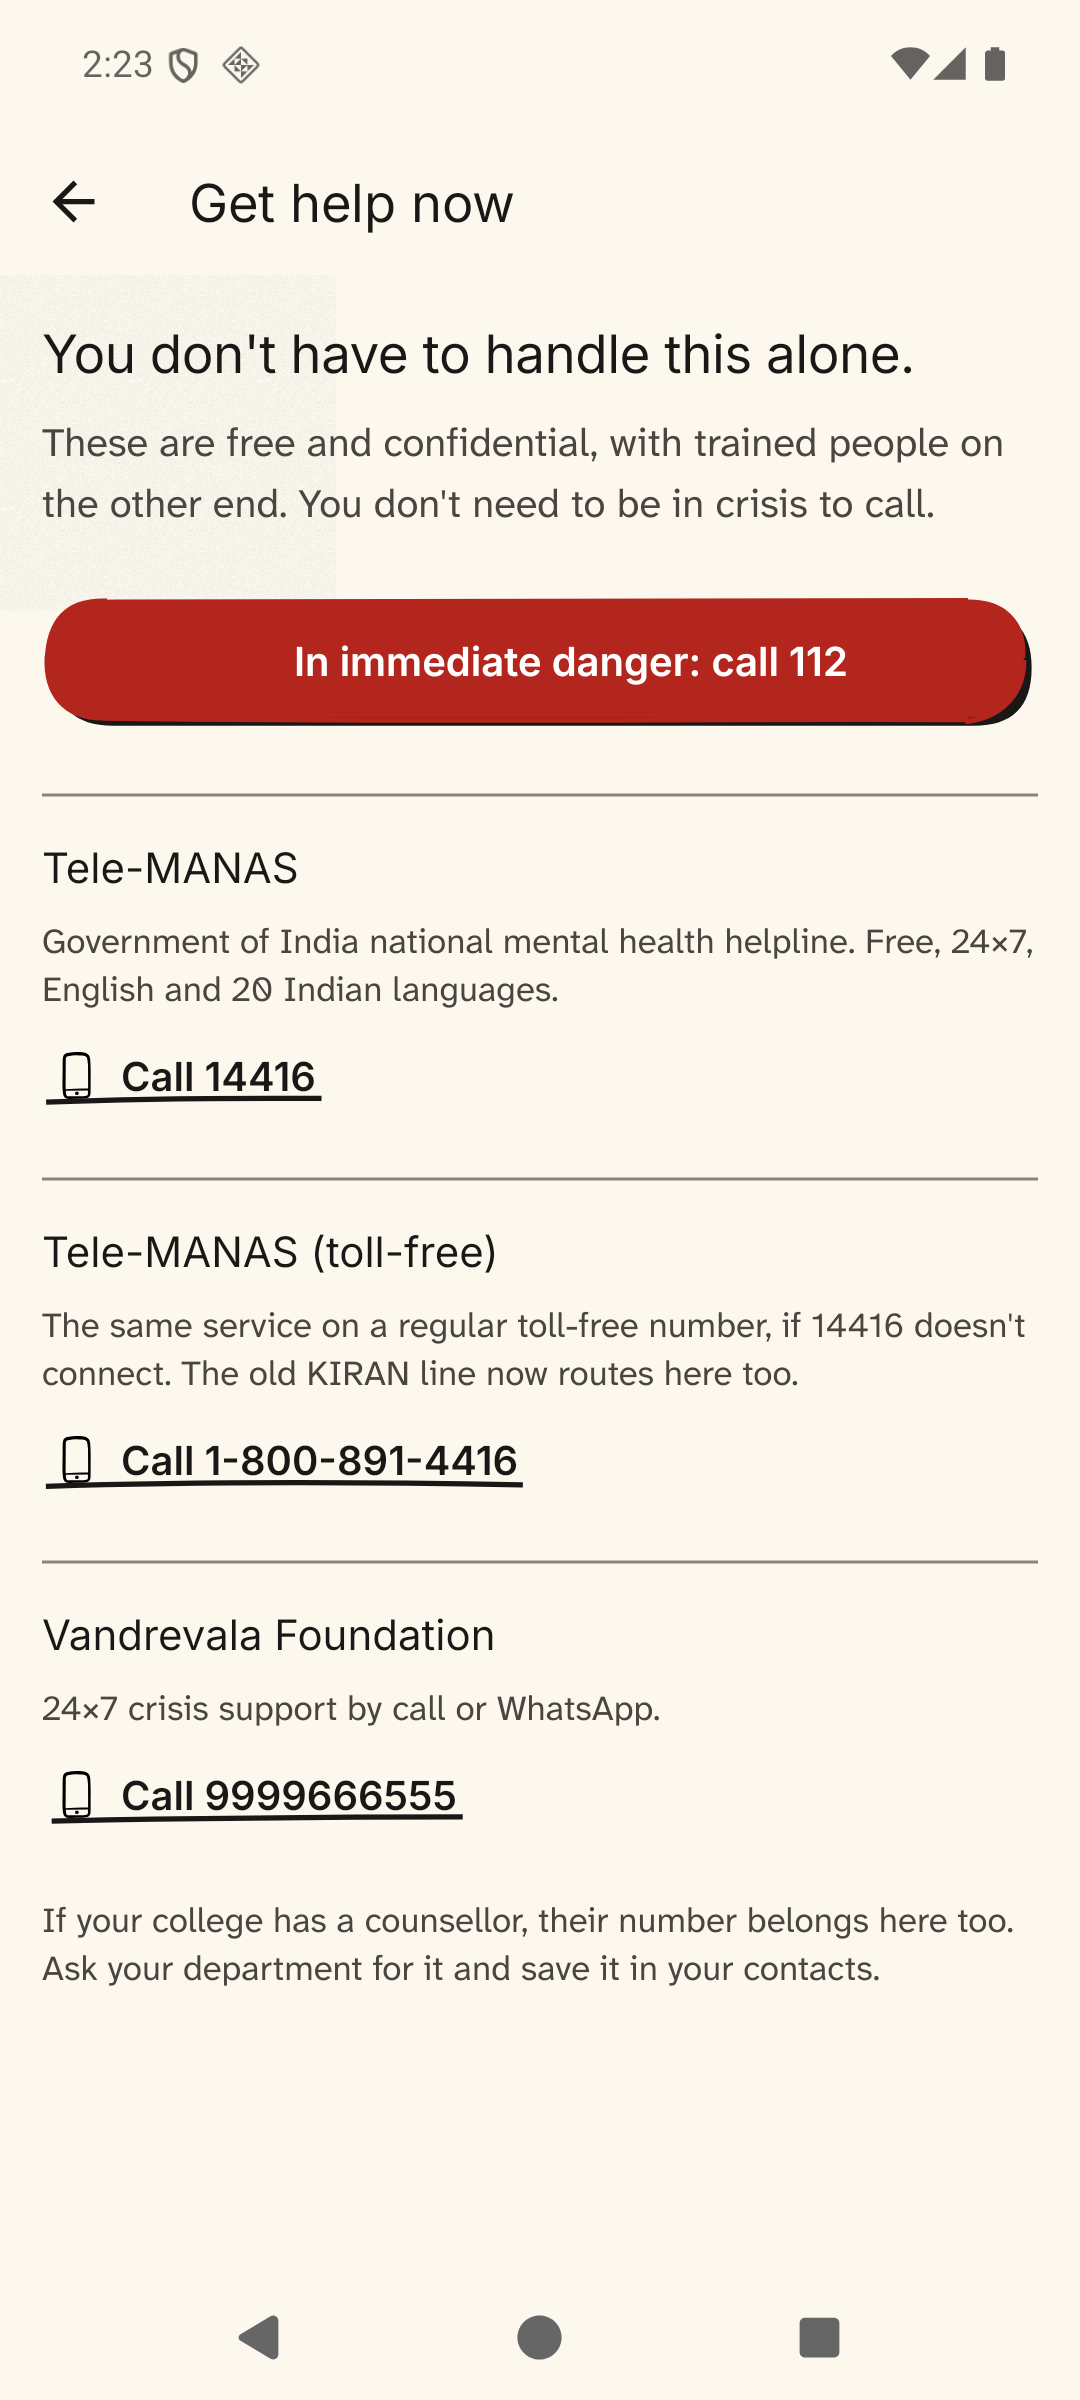 2:23
Get help now
You don't have to handle this alone.
These are free and confidential, with trained people on
the other end. You don't need to be in crisis to call.
In immediate danger: call 112
Tele-MANAS
Government of India national mental health helpline. Free, 24×7,
English and 20 Indian languages.
Call 14416
Tele-MANAS (toll-free)
The same service on a regular toll-free number, if 14416 doesn't
connect. The old KIRAN line now routes here too.
Call 1-800-891-4416
Vandrevala Foundation
24×7 crisis support by call or WhatsApp.
Call 9999666555
If your college has a counsellor, their number belongs here too.
Ask your department for it and save it in your contacts.